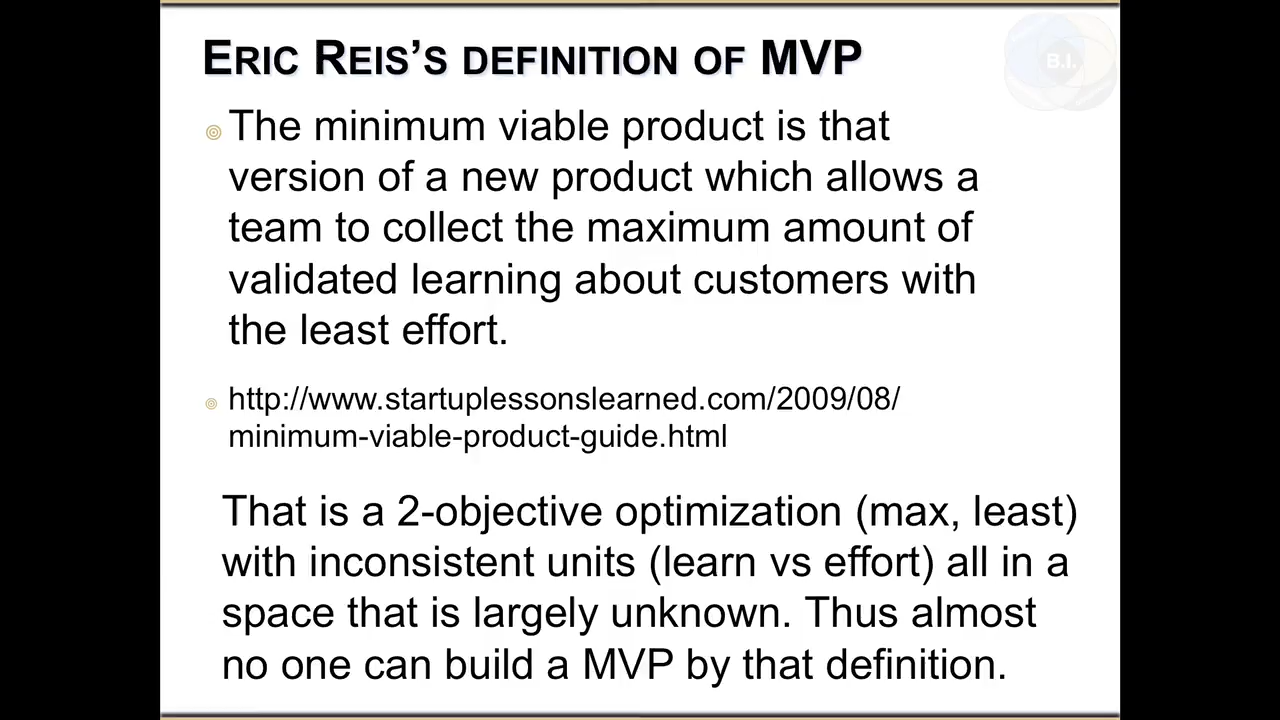 ERIC REIS'S DEFINITION OF MVP
B.I.
The minimum viable product is that
version of a new product which allows a
team to collect the maximum amount of
validated learning about customers with
the least effort.
http://www.startuplessonslearned.com/2009/08/
minimum-viable-product-guide.html
That is a 2-objective optimization (max, least)
with inconsistent units (learn vs effort) all in a
space that is largely unknown. Thus almost
no one can build a MVP by that definition.